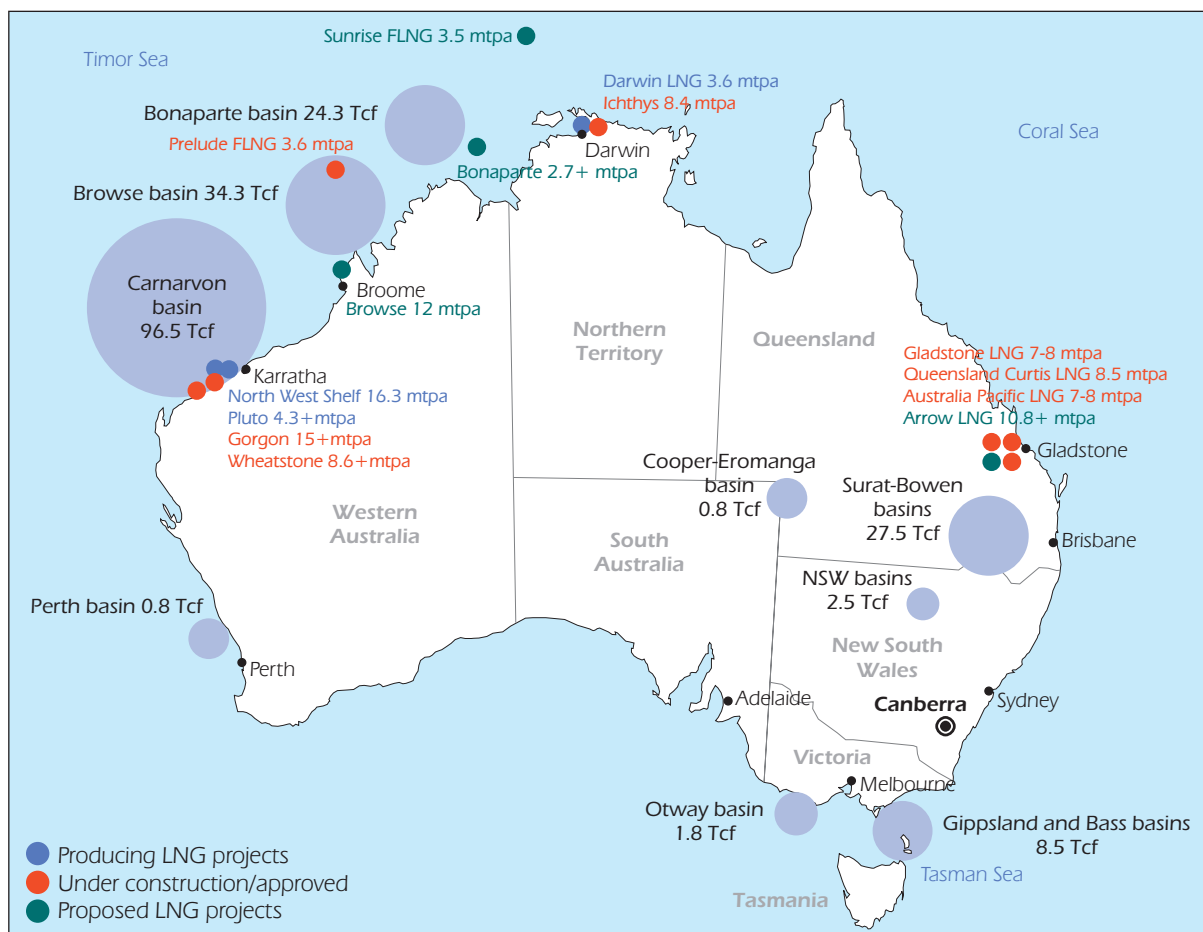 Sunrise FLNG 3.5 mtpa
Timor Sea
Darwin LNG 3.6 mtpa
Ichthys 8.4 mtpa
Bonaparte basin 24.3 Tcf
Coral Sea
Prelude FLNG 3.6 mtpa
Darwin
Bonaparte 2.7+ mtpa
Browse basin 34.3 Tcf
Carnarvon
basin
96.5 Tcf
Broome
Browse 12 mtpa
Northern
Territory
Queensland
Gladstone LNG 7-8 mtpa
Queensland Curtis LNG 8.5 mtpa
Australia Pacific LNG 7-8 mtpa
Arrow LNG 10.8+ mtpa
Karratha
North West Shelf 16.3 mtpa
Pluto 4.3+mtpa
Gorgon 15+mtpa
Wheatstone 8.6+mtpa
Gladstone
Cooper-Eromanga
basin
0.8 Tcf
Surat-Bowen
basins
27.5 Tcf
Western
Australia
South
Australia
Brisbane
NSW basins
2.5 Tcf
Perth basin 0.8 Tcf
New South
Wales
Perth
Adelaide
Canberra
Sydney
Victoria
Melbourne
Otway basin
1.8 Tcf
Gippsland and Bass basins
8.5 Tcf
Tasman Sea
Tasmania
Producing LNG projects
Under construction/approved
Proposed LNG projects